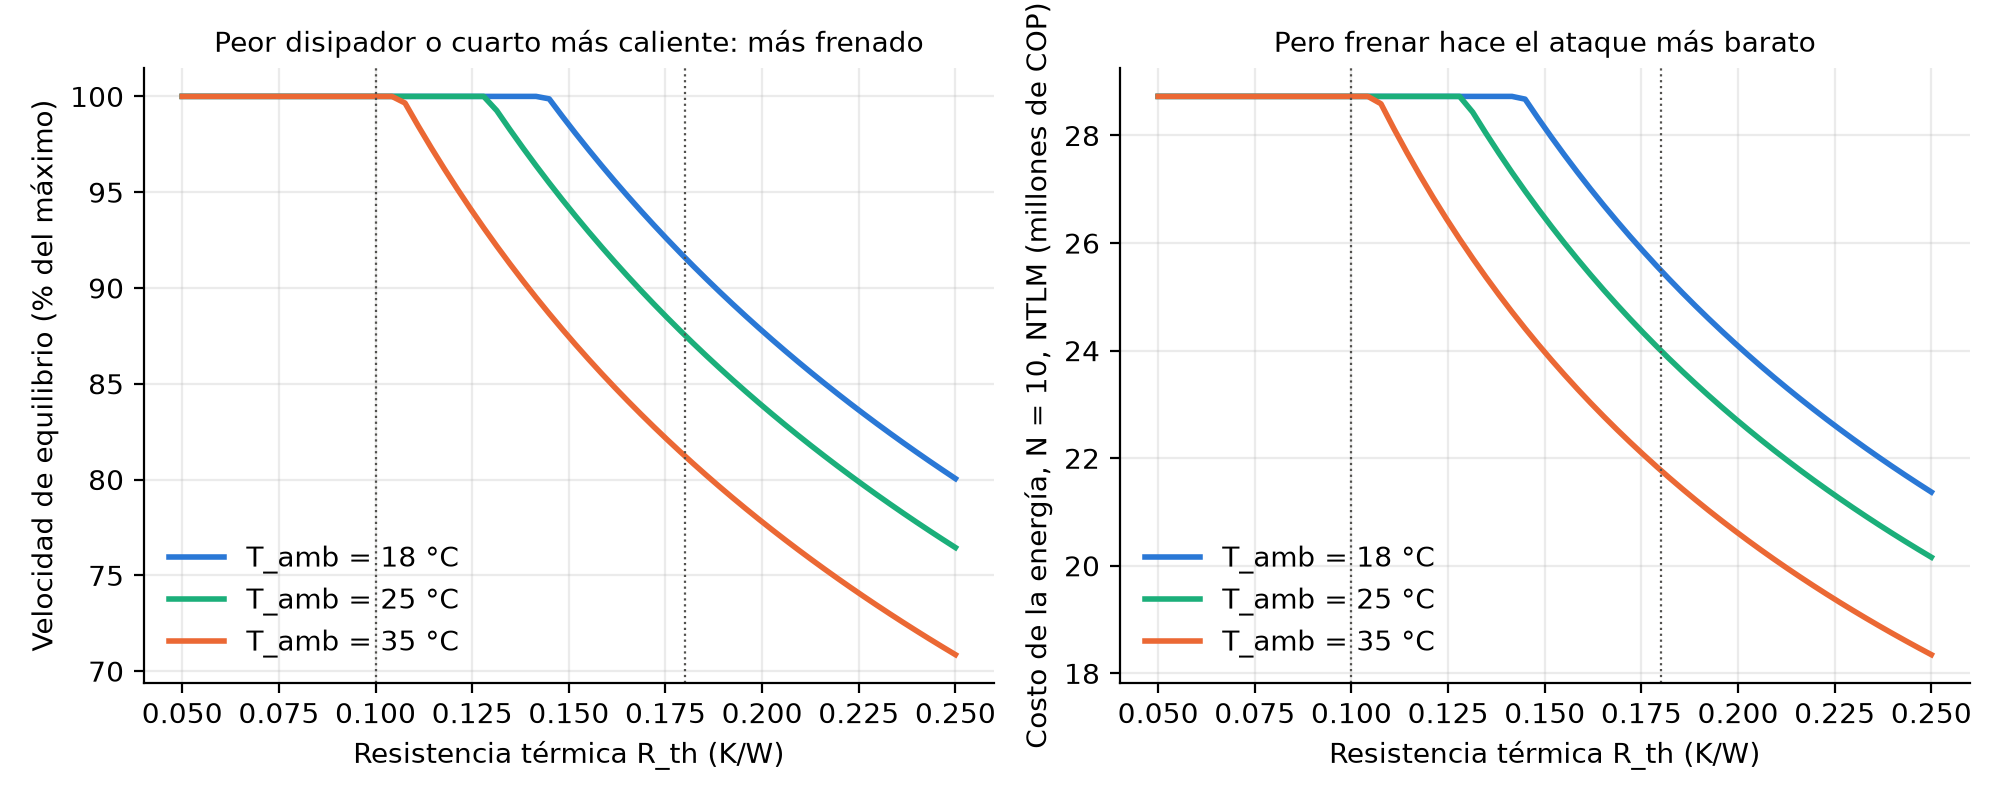 Peor disipador o cuarto más caliente: más frenado
Velocidad de equilibrio (% del máximo)
100
95
90
85
80
75
70
T_amb = 18 °C
T_amb = 25 °C
T_amb = 35 °C
0.050 0.075 0.100 0.125 0.150 0.175 0.200 0.225 0.250
Resistencia térmica R_th (K/W)
Pero frenar hace el ataque más barato
Costo de la energía, N = 10, NTLM (millones de COP)
28
26
24
22
20
18
T_amb = 18 °C
T_amb = 25 °C
T_amb = 35 °C
0.050 0.075 0.100 0.125 0.150 0.175 0.200 0.225 0.250
Resistencia térmica R_th (K/W)